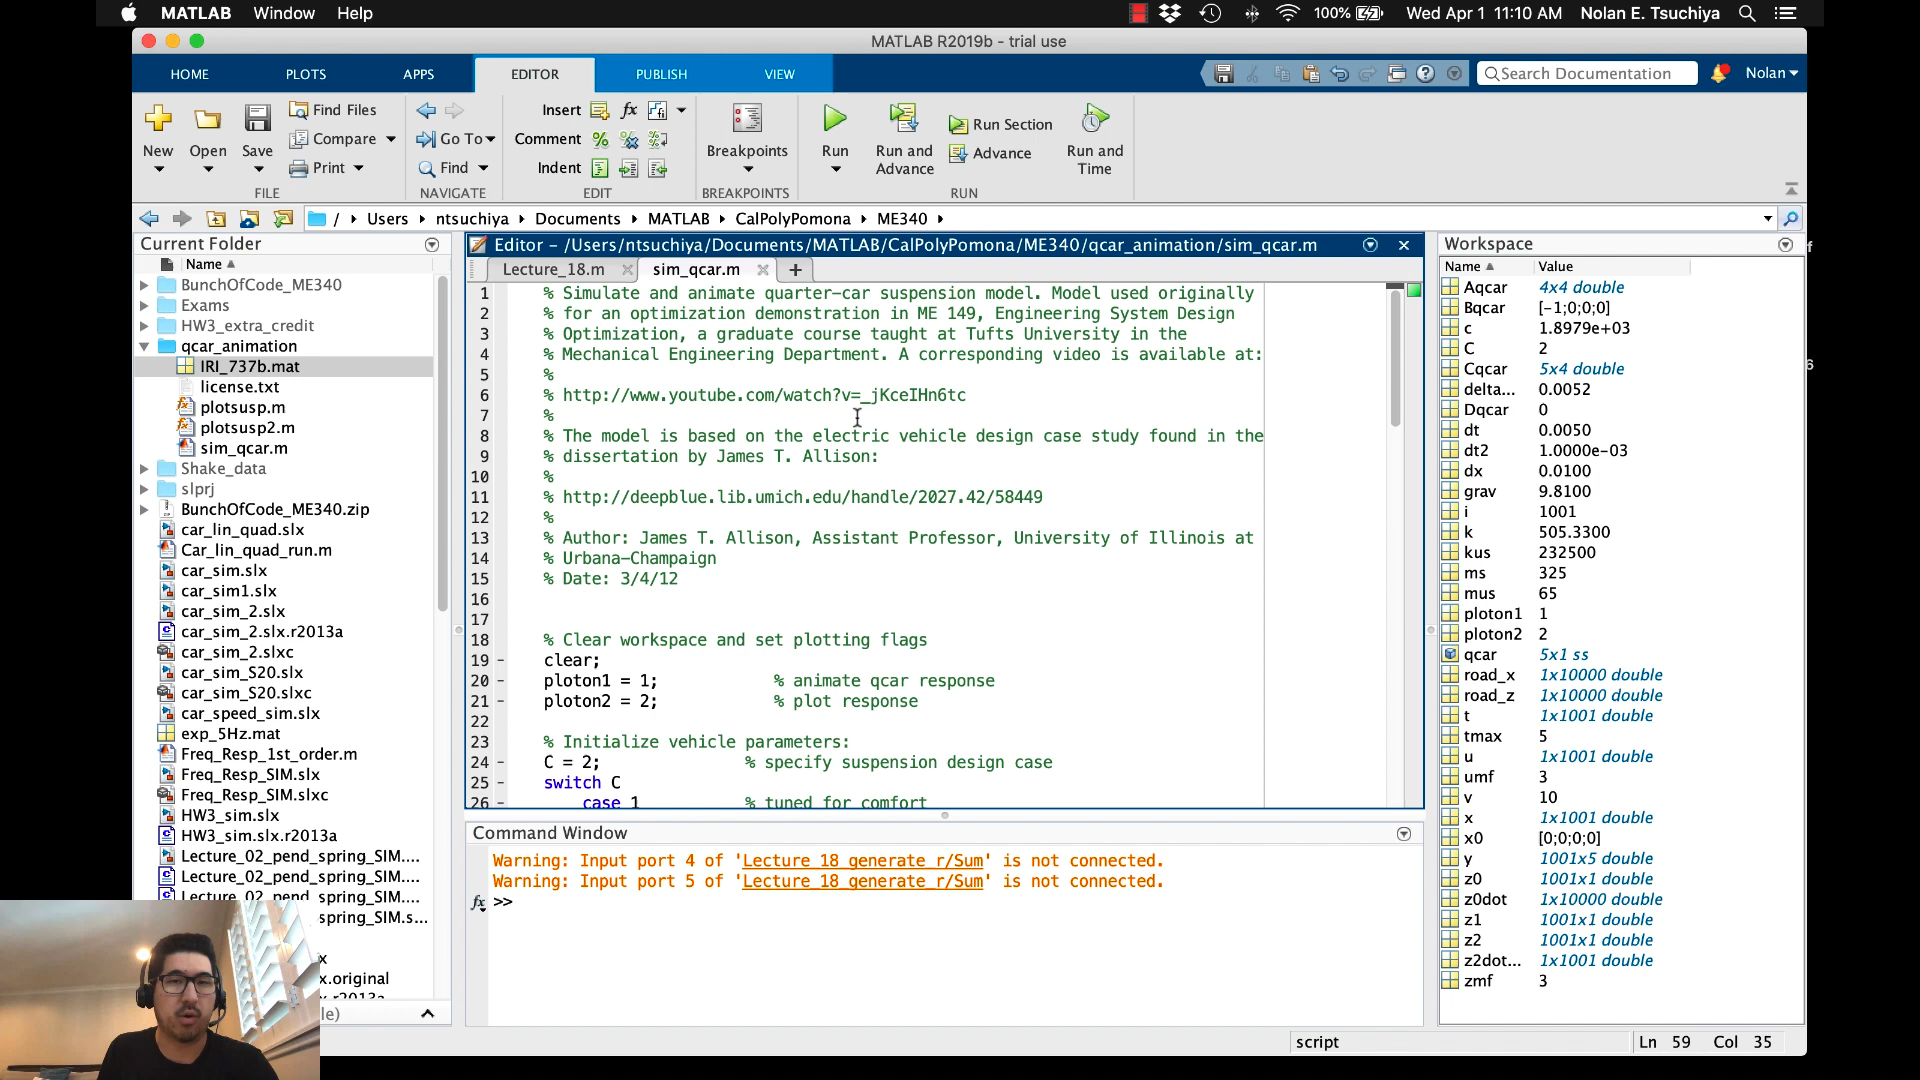 MATLAB Window Help
100% Wed Apr 1 11:10 AM Nolan E. Tsuchiya
MATLAB R2019b - trial use
HOME PLOTS APPS EDITOR PUBLISH VIEW
Search Documentation Nolan
New Open Save
Find Files
Compare
Print
FILE
Go To
Find
NAVIGATE
Insert fx
Comment
Indent
EDIT
Breakpoints
BREAKPOINTS
Run
Run and Advance
Run Section
Advance
Run and Time
RUN
/ Users ntsuchiya Documents MATLAB CalPolyPomona ME340
Current Folder
Name
BunchOfCode_ME340
Exams
HW3_extra_credit
qcar_animation
IRI_737b.mat
license.txt
plotsusp.m
plotsusp2.m
sim_qcar.m
Shake_data
slprj
BunchOfCode_ME340.zip
car_lin_quad.slx
Car_lin_quad_run.m
car_sim.slx
car_sim1.slx
car_sim_2.slx
car_sim_2.slx.r2013a
car_sim_2.slxc
car_sim_S20.slx
car_sim_S20.slxc
car_speed_sim.slx
exp_5Hz.mat
Freq_Resp_1st_order.m
Freq_Resp_SIM.slx
Freq_Resp_SIM.slxc
HW3_sim.slx
HW3_sim.slx.r2013a
Lecture_02_pend_spring_SIM....
Lecture_02_pend_spring_SIM....
Lecture_02_pend_spring_SIM....
spring_SIM.s...
x
x.original
x.r2013a
le)
Editor - /Users/ntsuchiya/Documents/MATLAB/CalPolyPomona/ME340/qcar_animation/sim_qcar.m
Lecture_18.m sim_qcar.m
1 % Simulate and animate quarter-car suspension model. Model used originally
2 % for an optimization demonstration in ME 149, Engineering System Design
3 % Optimization, a graduate course taught at Tufts University in the
4 % Mechanical Engineering Department. A corresponding video is available at:
5 %
6 % http://www.youtube.com/watch?v=_jKceIHn6tc
7 %
8 % The model is based on the electric vehicle design case study found in the
9 % dissertation by James T. Allison:
10 %
11 % http://deepblue.lib.umich.edu/handle/2027.42/58449
12 %
13 % Author: James T. Allison, Assistant Professor, University of Illinois at
14 % Urbana-Champaign
15 % Date: 3/4/12
16
17
18 % Clear workspace and set plotting flags
19 - clear;
20 - ploton1 = 1; % animate qcar response
21 - ploton2 = 2; % plot response
22
23 % Initialize vehicle parameters:
24 - C = 2; % specify suspension design case
25 - switch C
26 - case 1 % tuned for comfort
Command Window
Warning: Input port 4 of 'Lecture_18_generate_r/Sum' is not connected.
Warning: Input port 5 of 'Lecture_18_generate_r/Sum' is not connected.
fx >>
Workspace
Name Value
Aqcar 4x4 double
Bqcar [-1;0;0;0]
c 1.8979e+03
C 2
Cqcar 5x4 double
delta... 0.0052
Dqcar 0
dt 0.0050
dt2 1.0000e-03
dx 0.0100
grav 9.8100
i 1001
k 505.3300
kus 232500
ms 325
mus 65
ploton1 1
ploton2 2
qcar 5x1 ss
road_x 1x10000 double
road_z 1x10000 double
t 1x1001 double
tmax 5
u 1x1001 double
umf 3
v 10
x 1x1001 double
x0 [0;0;0;0]
y 1001x5 double
z0 1001x1 double
z0dot 1x10000 double
z1 1001x1 double
z2 1001x1 double
z2dot... 1x1001 double
zmf 3
f
6
script Ln 59 Col 35